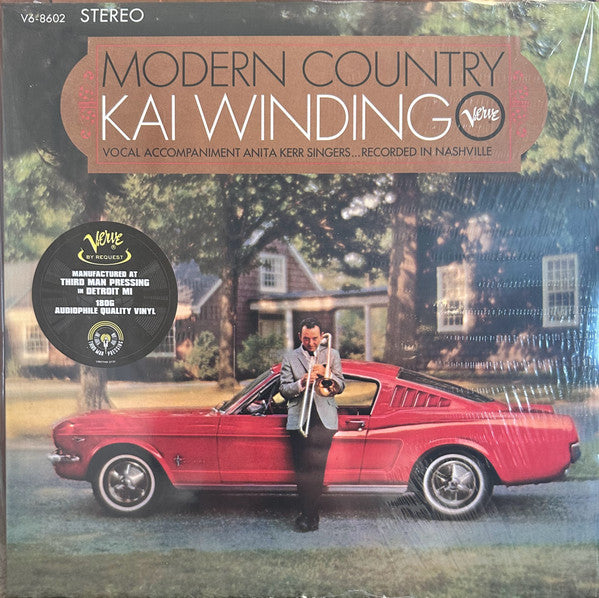 V6-8602 STEREO
MODERN COUNTRY
KAI WINDING
Verve
VOCAL ACCOMPANIMENT ANITA KERR SINGERS...RECORDED IN NASHVILLE
Verve
BY REQUEST
MANUFACTURED AT
THIRD MAN PRESSING
IN DETROIT MI
180G
AUDIOPHILE QUALITY VINYL